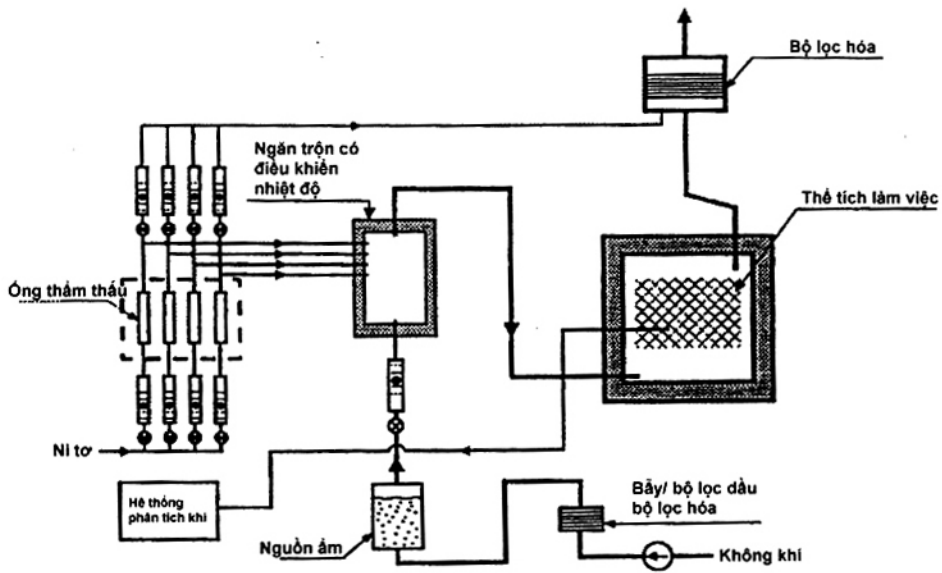 Bộ lọc hóa
Ngăn trộn có
điều khiển
nhiệt độ
Thể tích làm việc
Ống thẩm thấu
Ni tơ
Hệ thống
phân tích khí
Nguồn ẩm
Bẫy/ bộ lọc dầu
bộ lọc hóa
Không khí